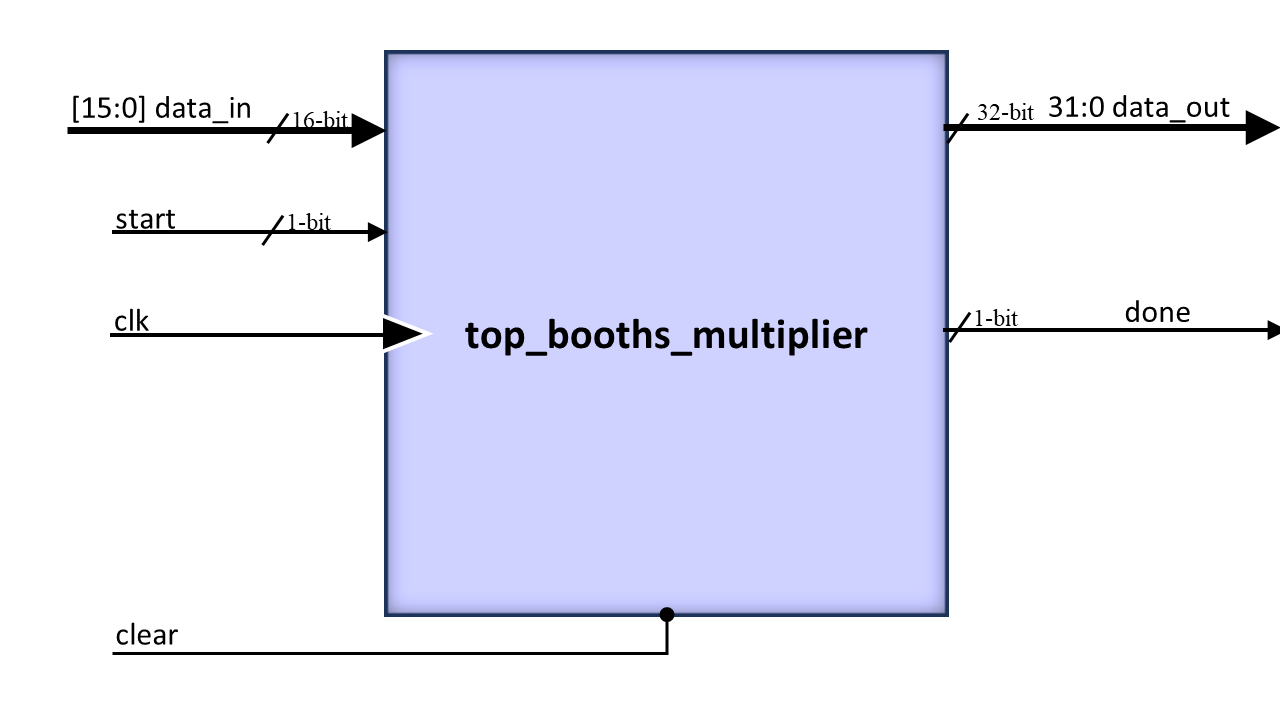 [15:0] data_in
16-bit
32-bit
31:0 data_out
start
1-bit
clk
top_booths_multiplier
1-bit
done
clear